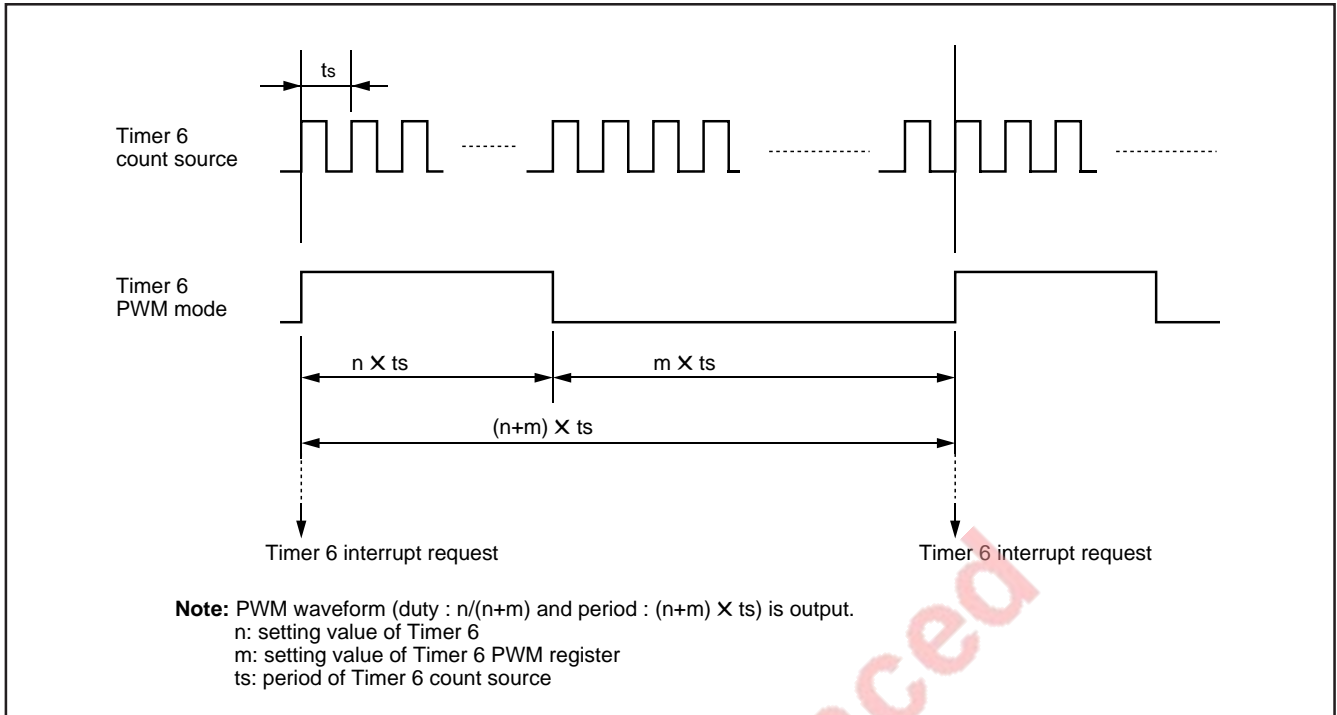 ts
Timer 6
count source
Timer 6
PWM mode
n × ts
m × ts
(n+m) × ts
Timer 6 interrupt request
Timer 6 interrupt request
Note: PWM waveform (duty : n/(n+m) and period : (n+m) × ts) is output.
n: setting value of Timer 6
m: setting value of Timer 6 PWM register
ts: period of Timer 6 count source
nced